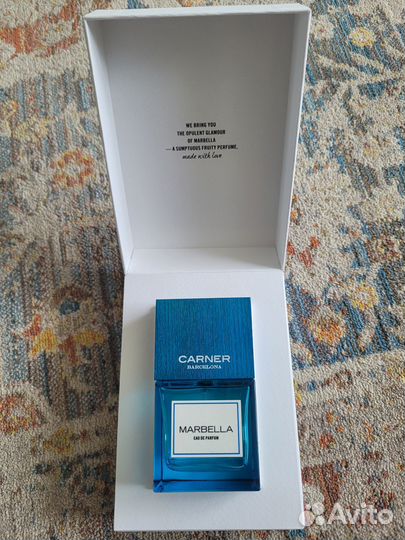 WE BRING YOU
THE OPULENT GLAMOUR
OF MARBELLA
— A SUMPTUOUS FRUITY PERFUME,
made with love
CARNER
BARCELONA
MARBELLA
EAU DE PARFUM
Avito